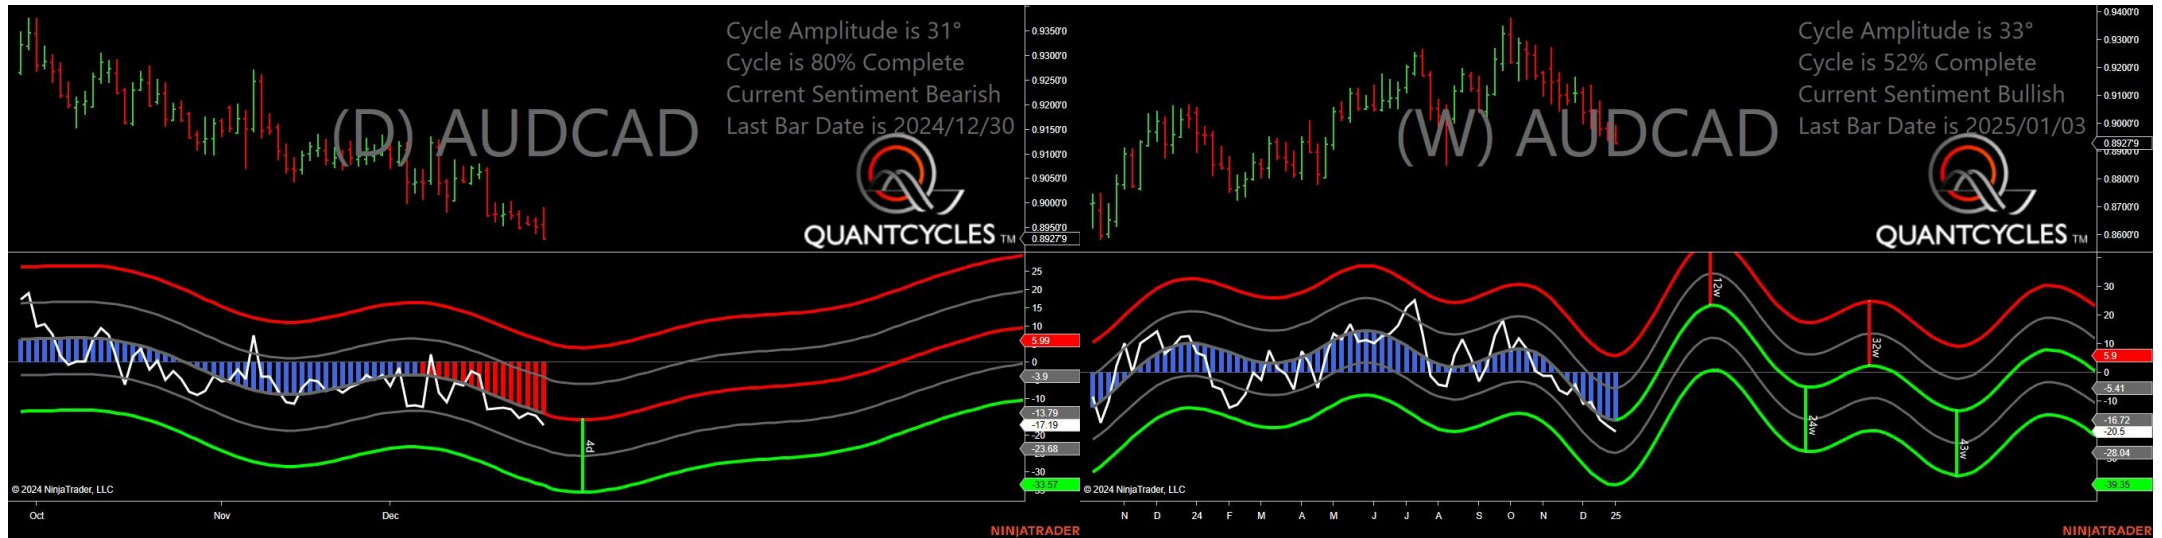 Cycle Amplitude is 31°
Cycle is 80% Complete
Current Sentiment Bearish
Last Bar Date is 2024/12/30
(D) AUDCAD
QUANTCYCLES TM
0.9350'0
0.9300'0
0.9250'0
0.9200'0
0.9150'0
0.9100'0
0.9050'0
0.9000'0
0.8950'0
0.8927'9
25
20
15
10
5.99
0
-3.9
-10
-13.79
-17.19
-20
-23.68
-30
-33.57
4d
© 2024 NinjaTrader, LLC
Oct Nov Dec
NINJATRADER
Cycle Amplitude is 33°
Cycle is 52% Complete
Current Sentiment Bullish
Last Bar Date is 2025/01/03
(W) AUDCAD
QUANTCYCLES TM
0.9400'0
0.9300'0
0.9200'0
0.9100'0
0.9000'0
0.8927'9
0.8900'0
0.8800'0
0.8700'0
0.8600'0
30
20
10
5.9
0
-5.41
-10
-16.72
-20.5
-28.04
-39.35
12w
24w
32w
43w
© 2024 NinjaTrader, LLC
N D 24 F M A M J J A S O N D 25
NINJATRADER